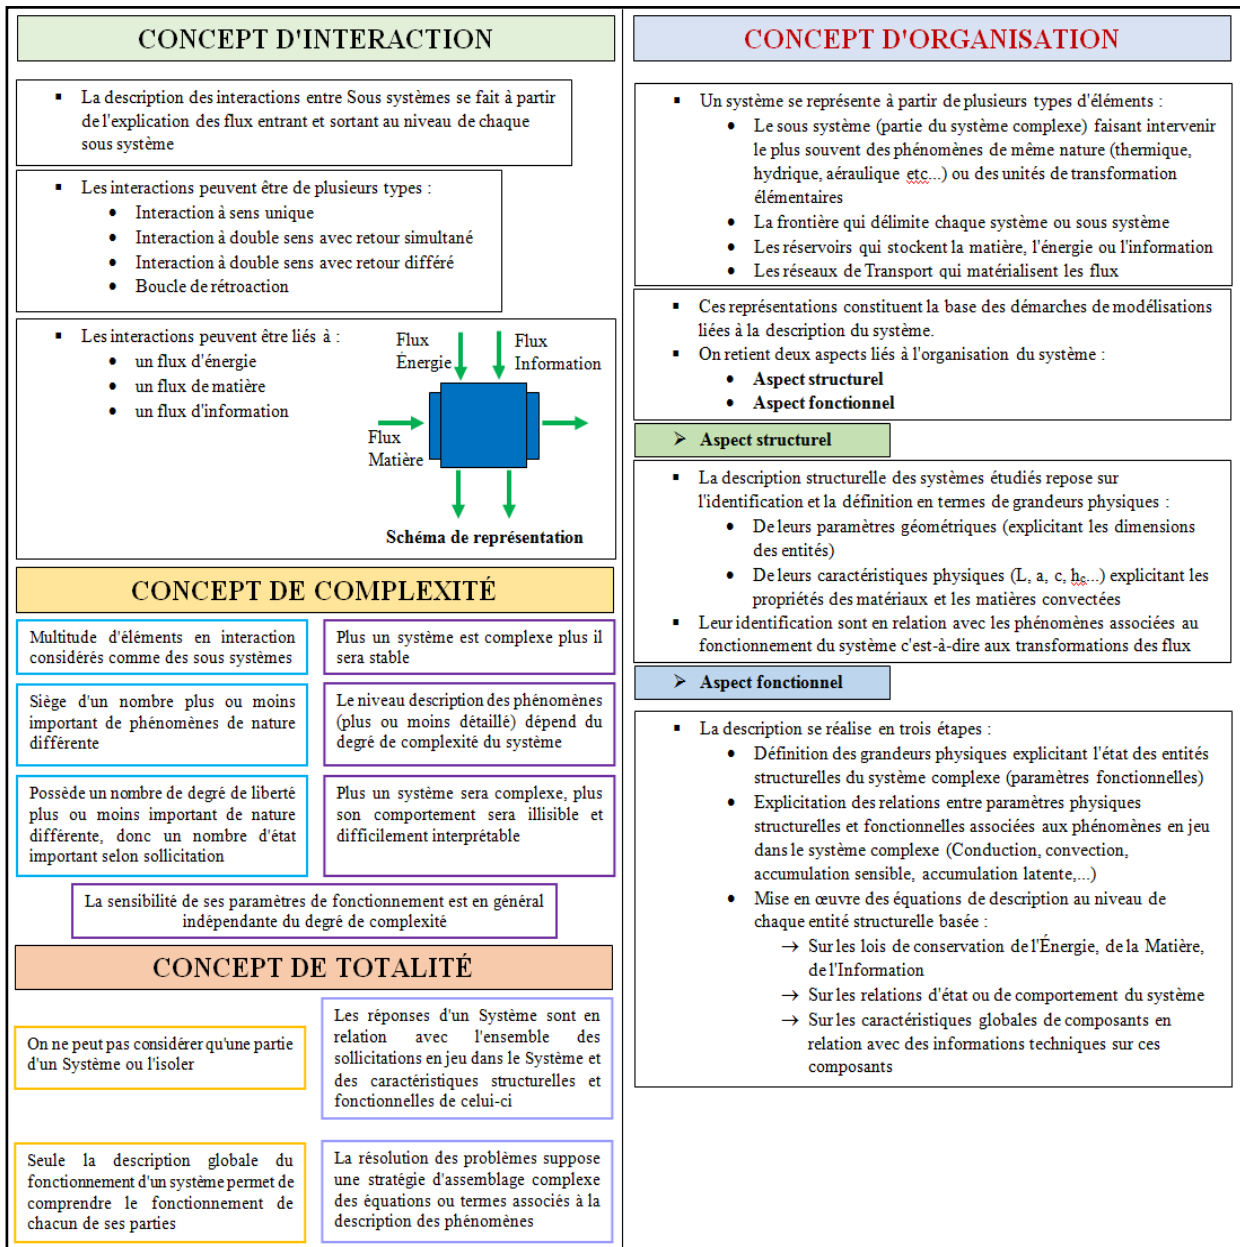 CONCEPT D'INTERACTION
▪ La description des interactions entre Sous systèmes se fait à partir
de l'explication des flux entrant et sortant au niveau de chaque
sous système
▪ Les interactions peuvent être de plusieurs types :
• Interaction à sens unique
• Interaction à double sens avec retour simultané
• Interaction à double sens avec retour différé
• Boucle de rétroaction
▪ Les interactions peuvent être liés à :
• un flux d'énergie
• un flux de matière
• un flux d'information
Flux
Énergie
Flux
Information
Flux
Matière
Schéma de représentation
CONCEPT DE COMPLEXITÉ
Multitude d'éléments en interaction
considérés comme des sous systèmes
Plus un système est complexe plus il
sera stable
Siège d'un nombre plus ou moins
important de phénomènes de nature
différente
Le niveau description des phénomènes
(plus ou moins détaillé) dépend du
degré de complexité du système
Possède un nombre de degré de liberté
plus ou moins important de nature
différente, donc un nombre d'état
important selon sollicitation
Plus un système sera complexe, plus
son comportement sera illisible et
difficilement interprétable
La sensibilité de ses paramètres de fonctionnement est en général
indépendante du degré de complexité
CONCEPT DE TOTALITÉ
On ne peut pas considérer qu'une partie
d'un Système ou l'isoler
Les réponses d'un Système sont en
relation avec l'ensemble des
sollicitations en jeu dans le Système et
des caractéristiques structurelles et
fonctionnelles de celui-ci
Seule la description globale du
fonctionnement d'un système permet de
comprendre le fonctionnement de
chacun de ses parties
La résolution des problèmes suppose
une stratégie d'assemblage complexe
des équations ou termes associés à la
description des phénomènes
CONCEPT D'ORGANISATION
▪ Un système se représente à partir de plusieurs types d'éléments :
• Le sous système (partie du système complexe) faisant intervenir
le plus souvent des phénomènes de même nature (thermique,
hydrique, aéraulique etc...) ou des unités de transformation
élémentaires
• La frontière qui délimite chaque système ou sous système
• Les réservoirs qui stockent la matière, l'énergie ou l'information
• Les réseaux de Transport qui matérialisent les flux
▪ Ces représentations constituent la base des démarches de modélisations
liées à la description du système.
▪ On retient deux aspects liés à l'organisation du système :
• Aspect structurel
• Aspect fonctionnel
➢ Aspect structurel
▪ La description structurelle des systèmes étudiés repose sur
l'identification et la définition en termes de grandeurs physiques :
• De leurs paramètres géométriques (explicitant les dimensions
des entités)
• De leurs caractéristiques physiques (L, a, c, hc...) explicitant les
propriétés des matériaux et les matières convectées
▪ Leur identification sont en relation avec les phénomènes associées au
fonctionnement du système c'est-à-dire aux transformations des flux
➢ Aspect fonctionnel
▪ La description se réalise en trois étapes :
• Définition des grandeurs physiques explicitant l'état des entités
structurelles du système complexe (paramètres fonctionnelles)
• Explicitation des relations entre paramètres physiques
structurelles et fonctionnelles associées aux phénomènes en jeu
dans le système complexe (Conduction, convection,
accumulation sensible, accumulation latente,...)
• Mise en œuvre des équations de description au niveau de
chaque entité structurelle basée :
→ Sur les lois de conservation de l'Énergie, de la Matière,
de l'Information
→ Sur les relations d'état ou de comportement du système
→ Sur les caractéristiques globales de composants en
relation avec des informations techniques sur ces
composants